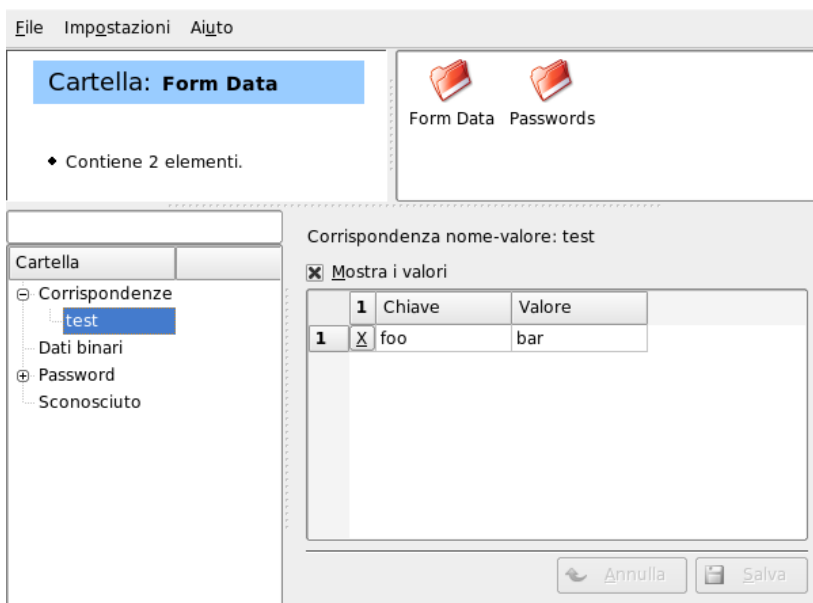 File Impostazioni Aiuto
Cartella: Form Data
Contiene 2 elementi.
Form Data Passwords
Cartella
Corrispondenze
test
Dati binari
Password
Sconosciuto
Corrispondenza nome-valore: test
Mostra i valori
1 Chiave Valore
1 X foo bar
Annulla Salva